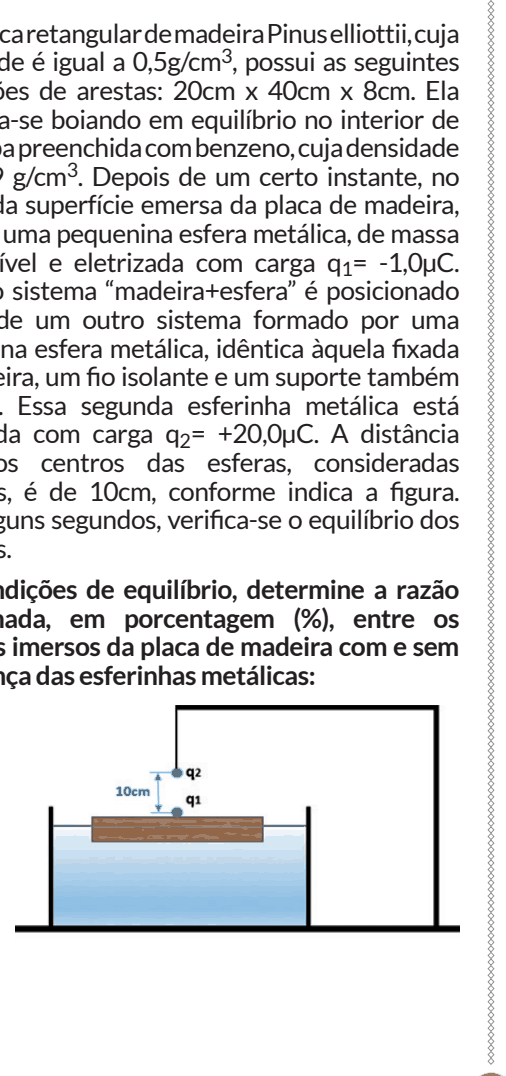 ca retangular de madeira Pinus elliottii, cuja
de é igual a 0,5g/cm³, possui as seguintes
ões de arestas: 20cm x 40cm x 8cm. Ela
a-se boiando em equilíbrio no interior de
ba preenchida com benzeno, cuja densidade
9 g/cm³. Depois de um certo instante, no
da superfície emersa da placa de madeira,
uma pequenina esfera metálica, de massa
ível e eletrizada com carga q₁= -1,0µC.
o sistema “madeira+esfera” é posicionado
de um outro sistema formado por uma
na esfera metálica, idêntica àquela fixada
eira, um fio isolante e um suporte também
. Essa segunda esferinha metálica está
da com carga q₂= +20,0µC. A distância
os centros das esferas, consideradas
s, é de 10cm, conforme indica a figura.
guns segundos, verifica-se o equilíbrio dos
s.
ndições de equilíbrio, determine a razão
mada, em porcentagem (%), entre os
s imersos da placa de madeira com e sem
nça das esferinhas metálicas:
q2
10cm
q1